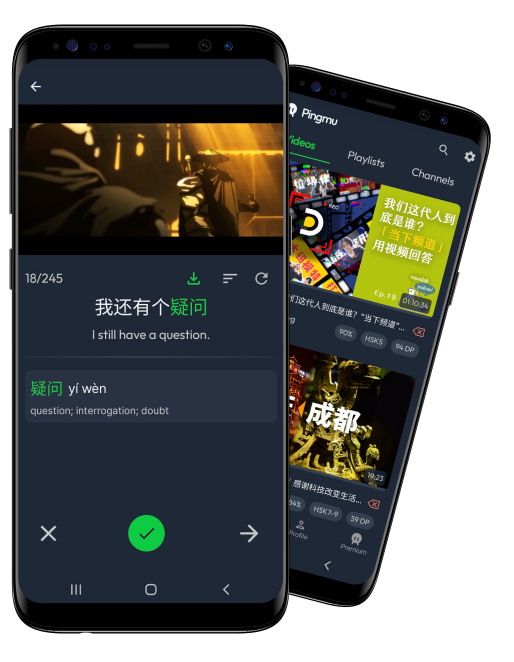 18/245
我还有个疑问
I still have a question.
疑问 yí wèn
question; interrogation; doubt
Pingmu
Videos
Playlists
Channels
REC
我们这代人到
底是谁?
「当下频道」
用视频回答
Ep.18
01:10:34
们这代人到底是谁? “当下频道”...
90%
HSK5
94 DP
成都
19:23
感谢科技改变生活...
84%
HSK7-9
59 DP
Profile
Premium